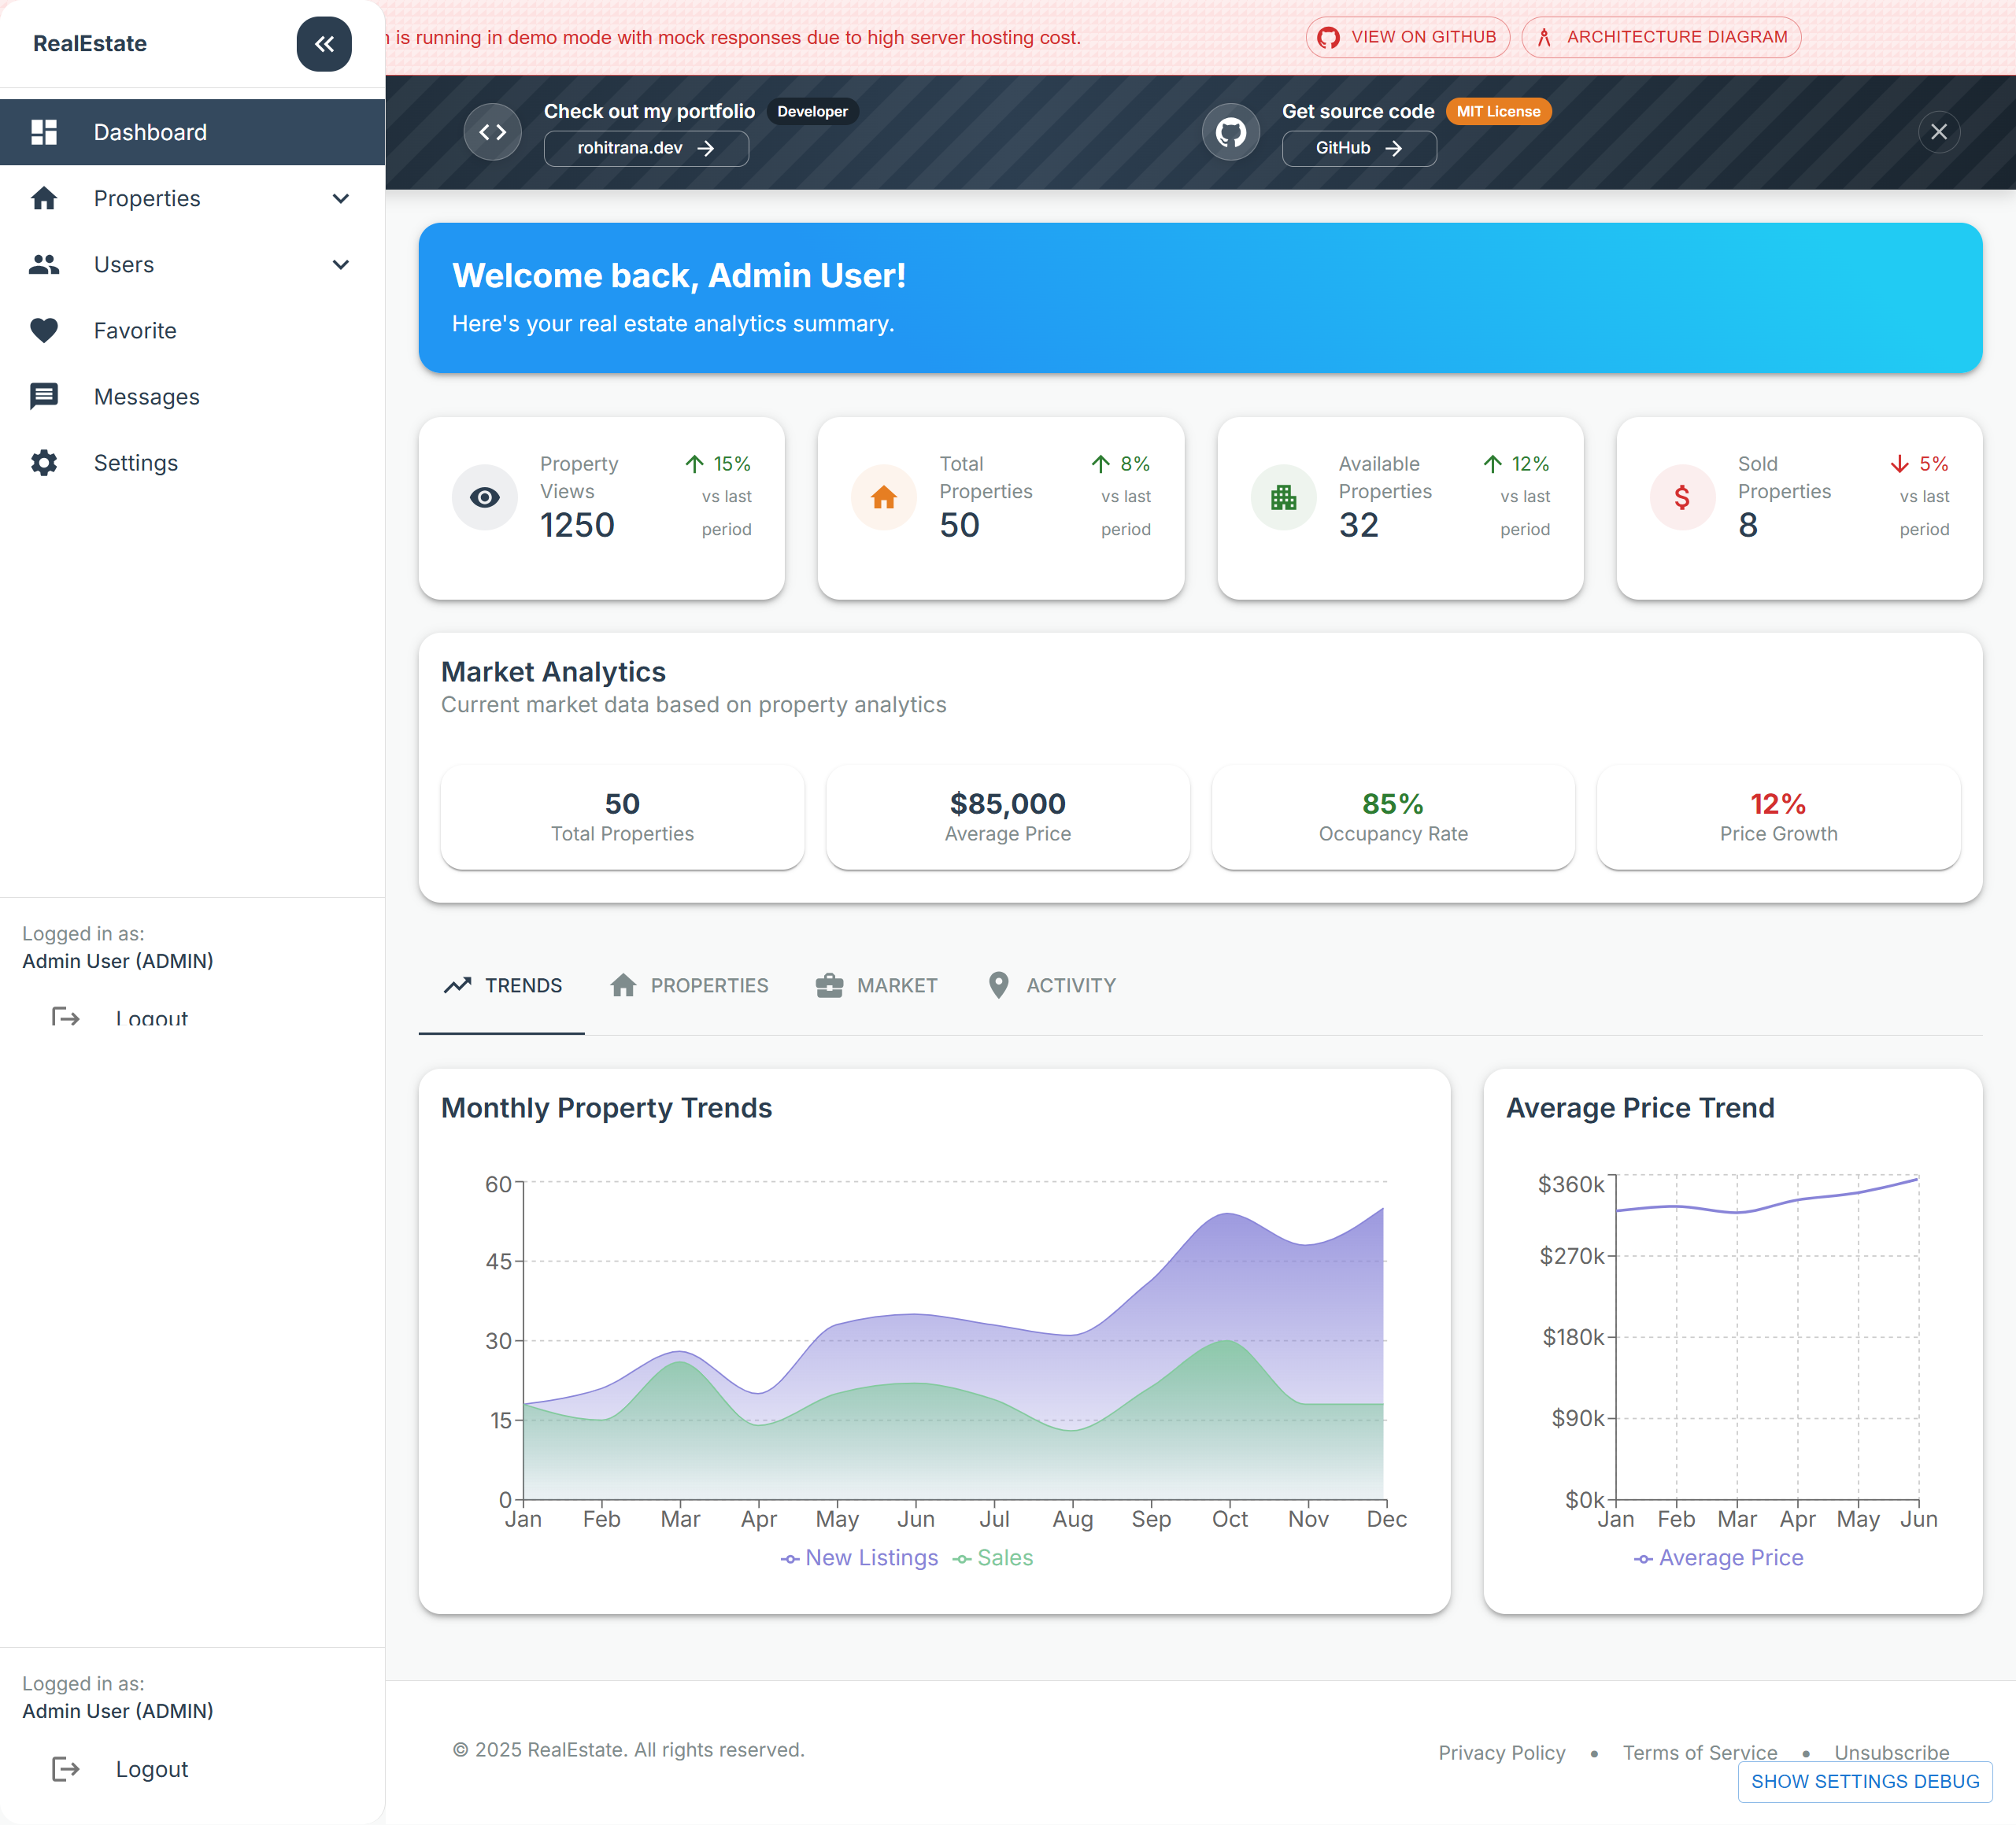 RealEstate
is running in demo mode with mock responses due to high server hosting cost.
VIEW ON GITHUB
ARCHITECTURE DIAGRAM
Check out my portfolio
Developer
rohitrana.dev
Get source code
MIT License
GitHub
Dashboard
Properties
Users
Favorite
Messages
Settings
Logged in as:
Admin User (ADMIN)
Logout
Logged in as:
Admin User (ADMIN)
Logout
Welcome back, Admin User!
Here's your real estate analytics summary.
Property
Views
1250
15%
vs last
period
Total
Properties
50
8%
vs last
period
Available
Properties
32
12%
vs last
period
Sold
Properties
8
5%
vs last
period
Market Analytics
Current market data based on property analytics
50
Total Properties
$85,000
Average Price
85%
Occupancy Rate
12%
Price Growth
TRENDS
PROPERTIES
MARKET
ACTIVITY
Monthly Property Trends
60
45
30
15
0
Jan Feb Mar Apr May Jun Jul Aug Sep Oct Nov Dec
New Listings Sales
Average Price Trend
$360k
$270k
$180k
$90k
$0k
Jan Feb Mar Apr May Jun
Average Price
© 2025 RealEstate. All rights reserved.
Privacy Policy • Terms of Service • Unsubscribe
SHOW SETTINGS DEBUG